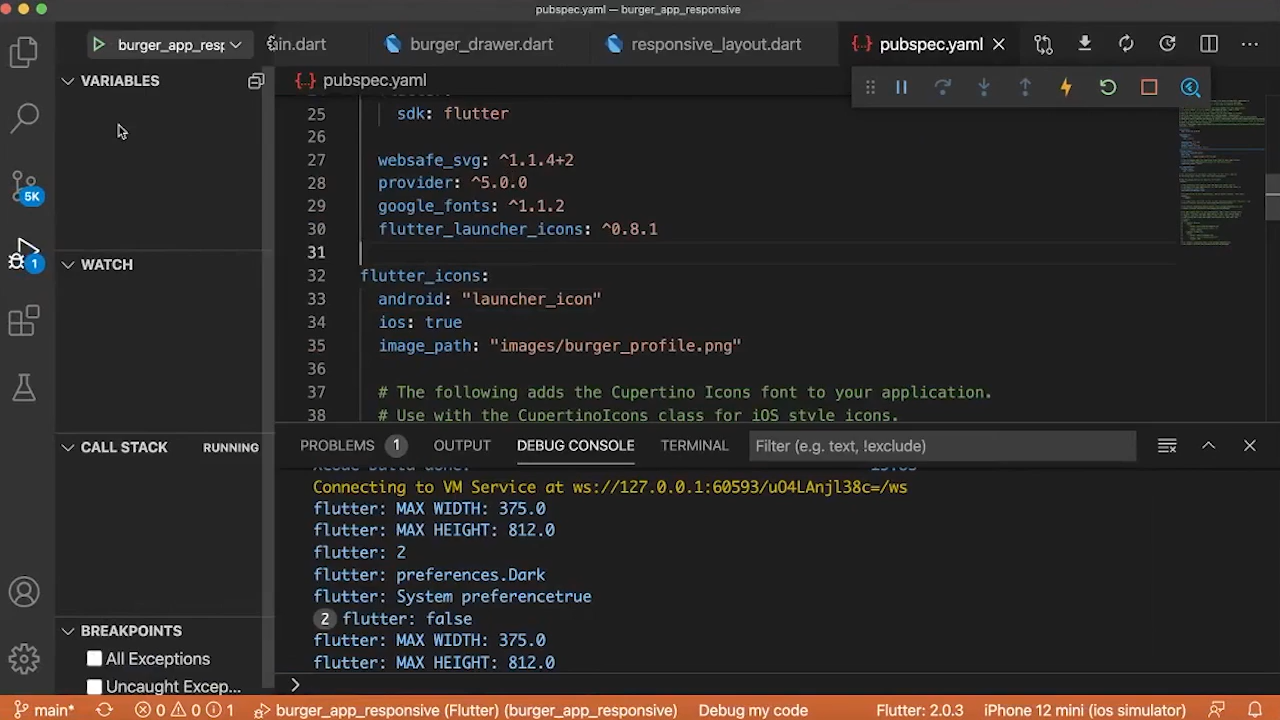 pubspec.yaml — burger_app_responsive
burger_app_resp
ain.dart
burger_drawer.dart
responsive_layout.dart
{..} pubspec.yaml
VARIABLES
{..} pubspec.yaml
25 sdk: flutter
26
27 websafe_svg: ^1.1.4+2
28 provider: ^5.0.0
29 google_fonts: ^1.1.2
30 flutter_launcher_icons: ^0.8.1
31
32 flutter_icons:
33 android: "launcher_icon"
34 ios: true
35 image_path: "images/burger_profile.png"
36
37 # The following adds the Cupertino Icons font to your application.
38 # Use with the CupertinoIcons class for iOS style icons.
5K
1
WATCH
CALL STACK RUNNING
BREAKPOINTS
All Exceptions
Uncaught Excep...
PROBLEMS 1 OUTPUT DEBUG CONSOLE TERMINAL Filter (e.g. text, !exclude)
Xcode build done.
Connecting to VM Service at ws://127.0.0.1:60593/uO4LAnjl38c=/ws
flutter: MAX WIDTH: 375.0
flutter: MAX HEIGHT: 812.0
flutter: 2
flutter: preferences.Dark
flutter: System preferencetrue
2 flutter: false
flutter: MAX WIDTH: 375.0
flutter: MAX HEIGHT: 812.0
main* 0 0 1 burger_app_responsive (Flutter) (burger_app_responsive) Debug my code Flutter: 2.0.3 iPhone 12 mini (ios simulator)